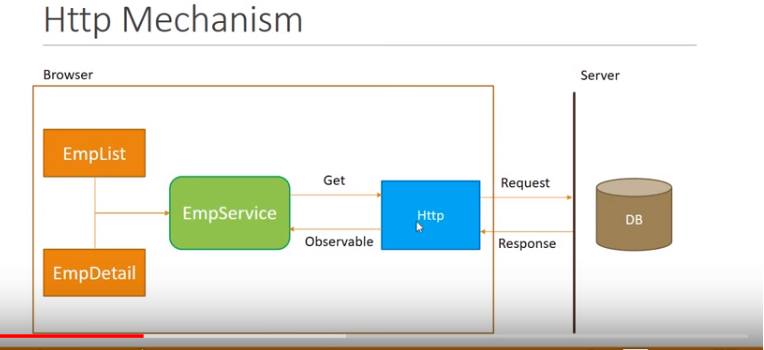 Http Mechanism
Browser
Server
EmpList
Get
Request
EmpService
Http
DB
Observable
Response
EmpDetail